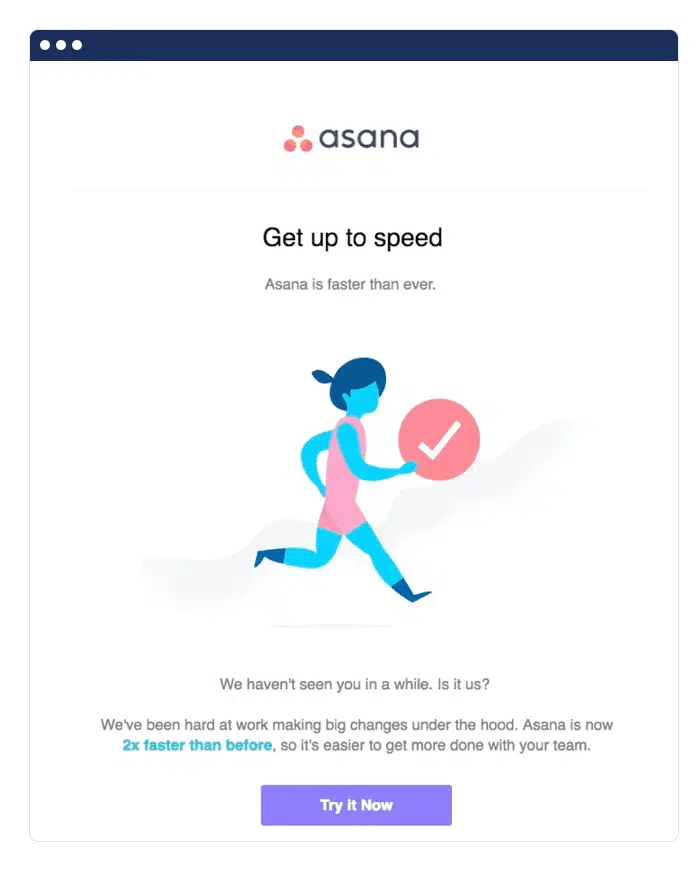 asana
Get up to speed
Asana is faster than ever.
We haven't seen you in a while. Is it us?
We've been hard at work making big changes under the hood. Asana is now
2x faster than before, so it's easier to get more done with your team.
Try it Now